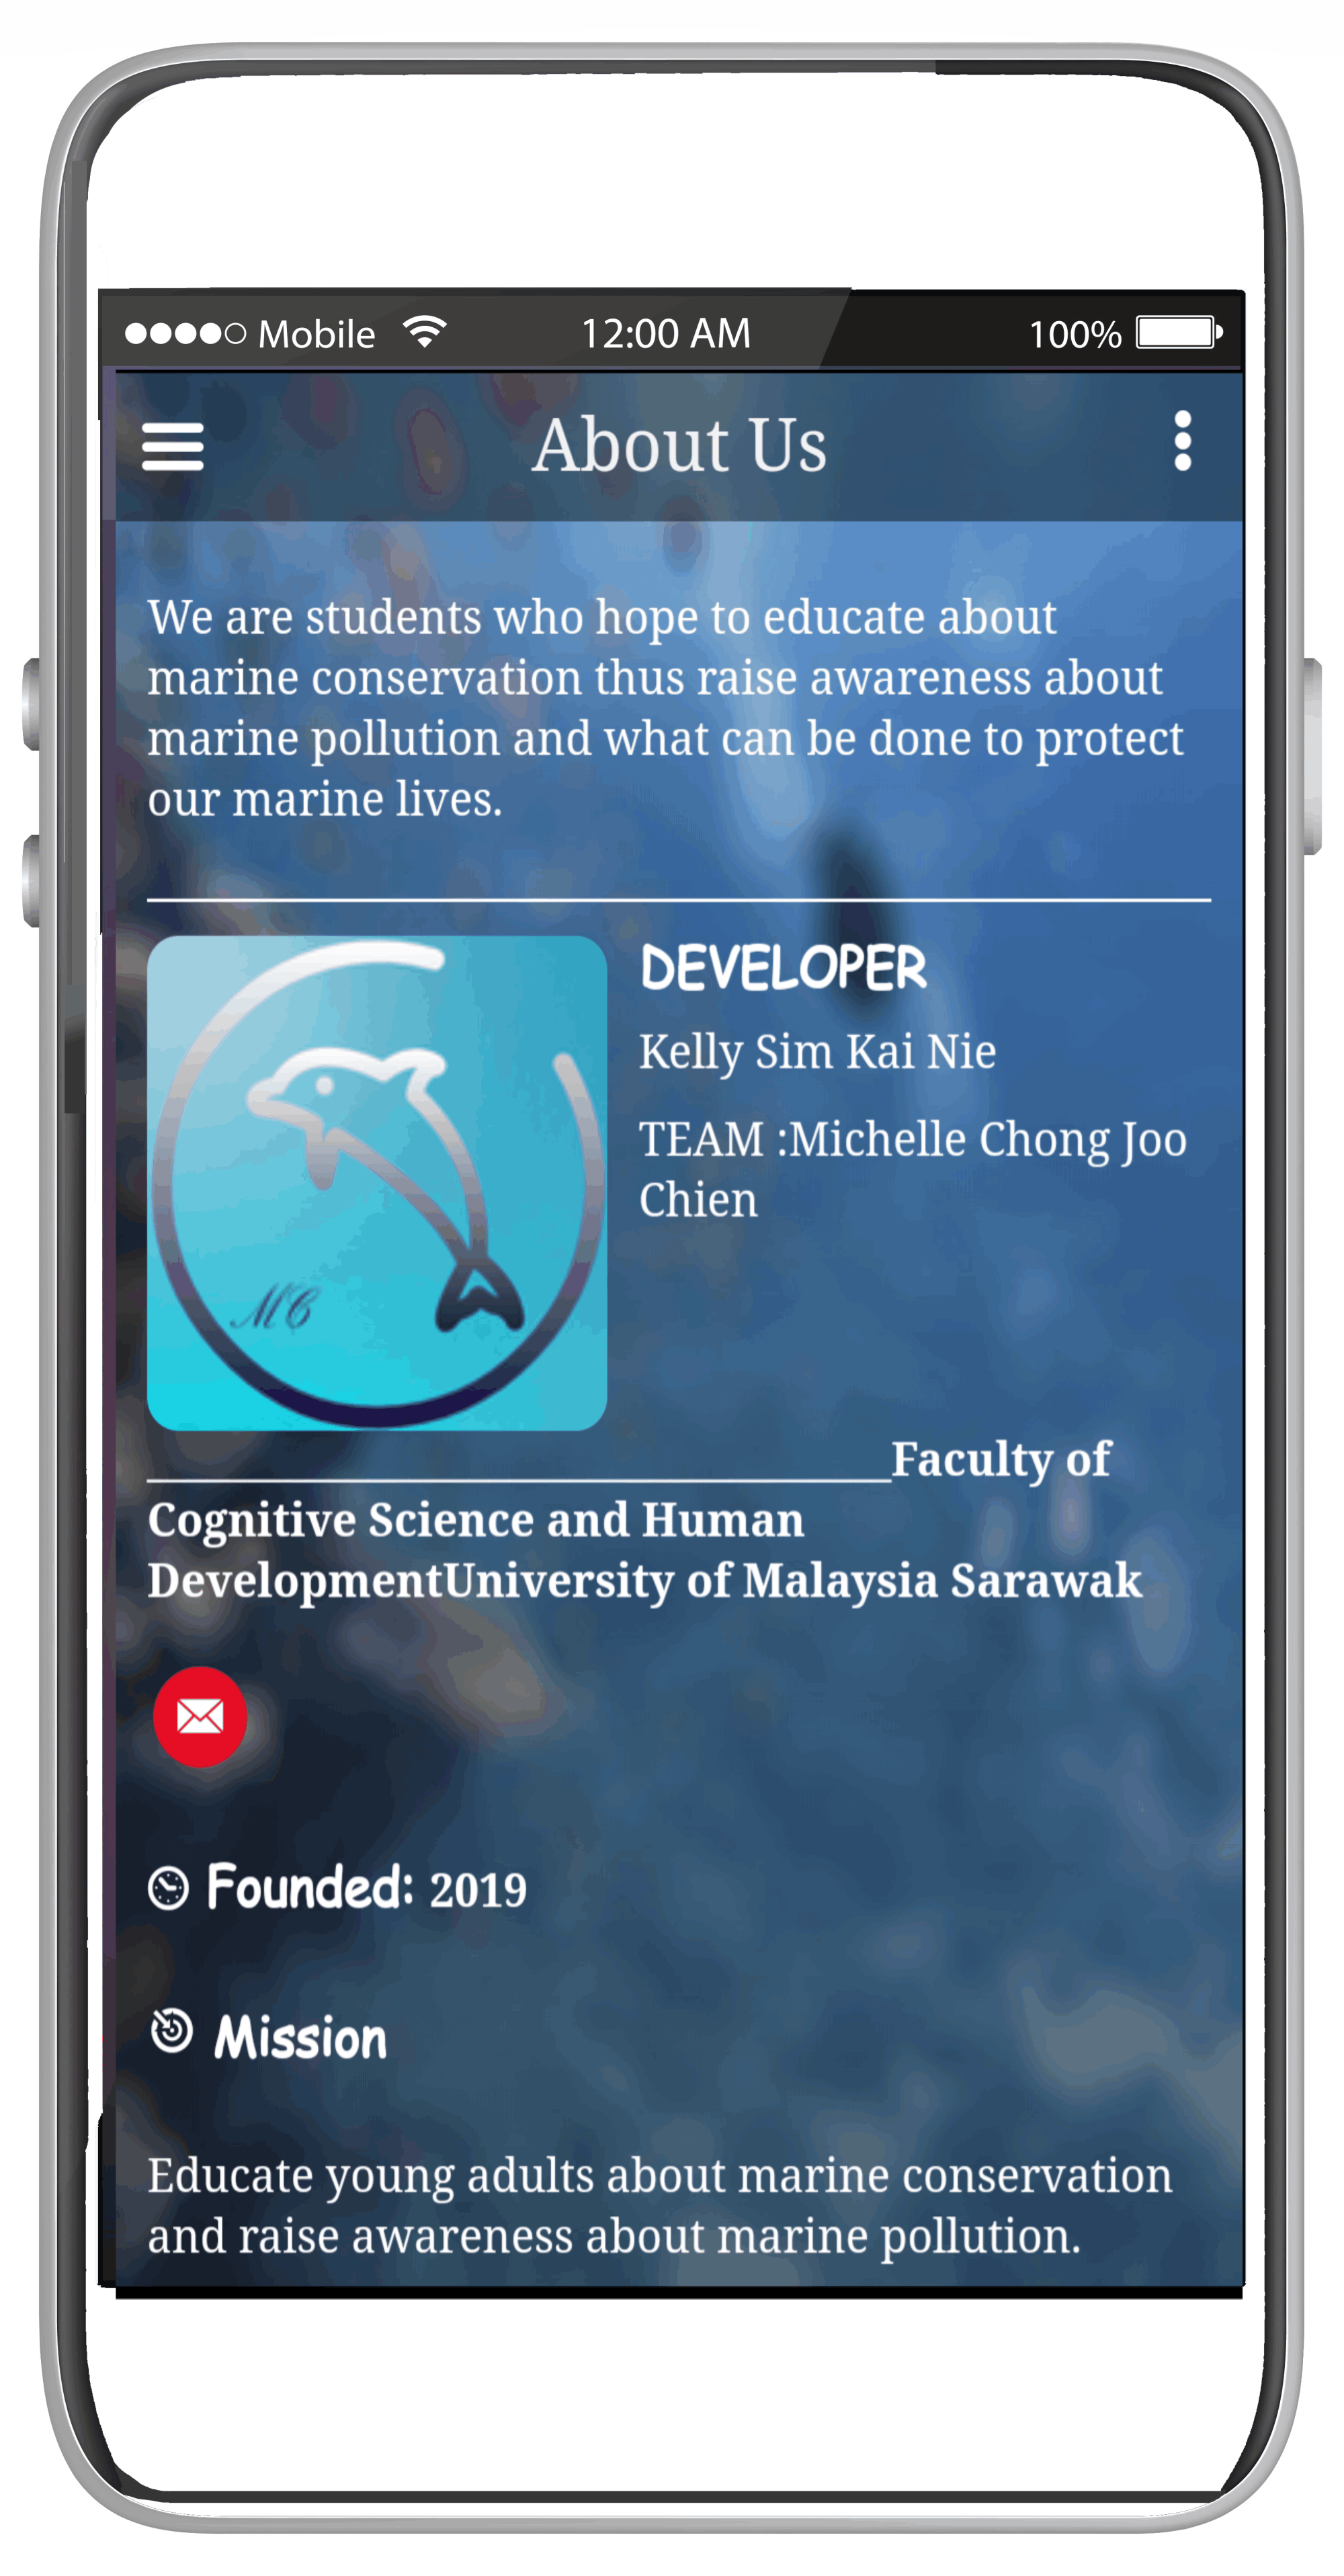 Mobile 12:00 AM 100%
About Us
We are students who hope to educate about
marine conservation thus raise awareness about
marine pollution and what can be done to protect
our marine lives.
DEVELOPER
Kelly Sim Kai Nie
TEAM :Michelle Chong Joo
Chien
MC
_______________________________Faculty of
Cognitive Science and Human
DevelopmentUniversity of Malaysia Sarawak
Founded: 2019
Mission
Educate young adults about marine conservation
and raise awareness about marine pollution.